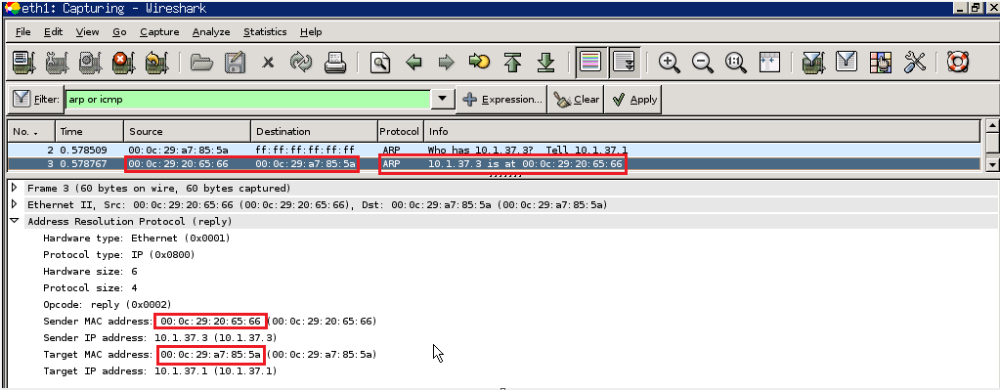 eth1: Capturing - Wireshark
File Edit View Go Capture Analyze Statistics Help
Filter: arp or icmp Expression... Clear Apply
No. . Time Source Destination Protocol Info
2 0.578509 00:0c:29:a7:85:5a ff:ff:ff:ff:ff:ff ARP Who has 10.1.37.3? Tell 10.1.37.1
3 0.578767 00:0c:29:20:65:66 00:0c:29:a7:85:5a ARP 10.1.37.3 is at 00:0c:29:20:65:66
Frame 3 (60 bytes on wire, 60 bytes captured)
Ethernet II, Src: 00:0c:29:20:65:66 (00:0c:29:20:65:66), Dst: 00:0c:29:a7:85:5a (00:0c:29:a7:85:5a)
Address Resolution Protocol (reply)
Hardware type: Ethernet (0x0001)
Protocol type: IP (0x0800)
Hardware size: 6
Protocol size: 4
Opcode: reply (0x0002)
Sender MAC address: 00:0c:29:20:65:66 (00:0c:29:20:65:66)
Sender IP address: 10.1.37.3 (10.1.37.3)
Target MAC address: 00:0c:29:a7:85:5a (00:0c:29:a7:85:5a)
Target IP address: 10.1.37.1 (10.1.37.1)